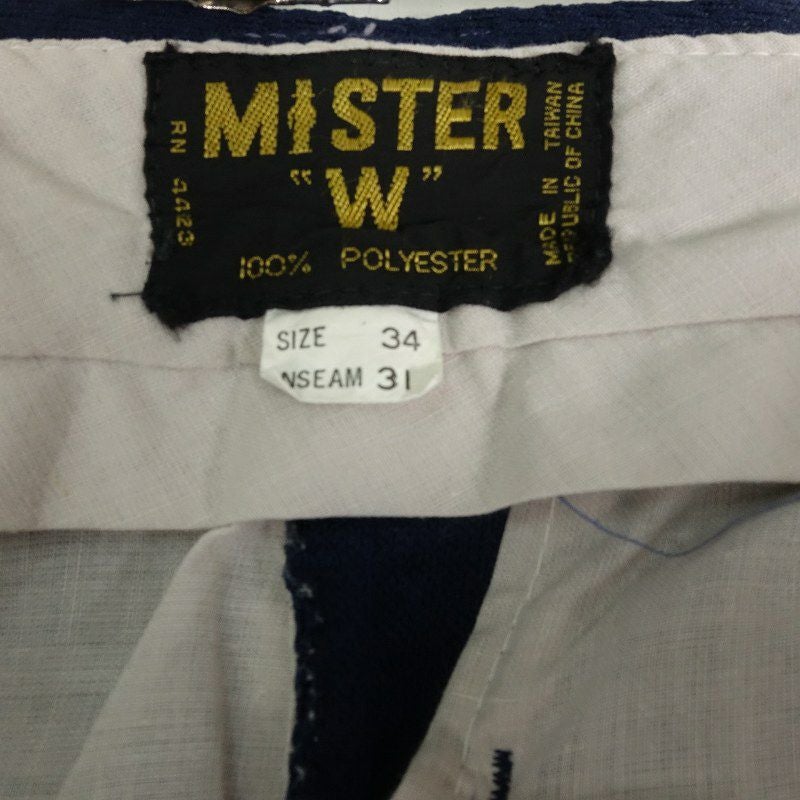 MISTER
"W"
100% POLYESTER
RN 4423
MADE IN TAIWAN
REPUBLIC OF CHINA
SIZE 34
NSEAM 31